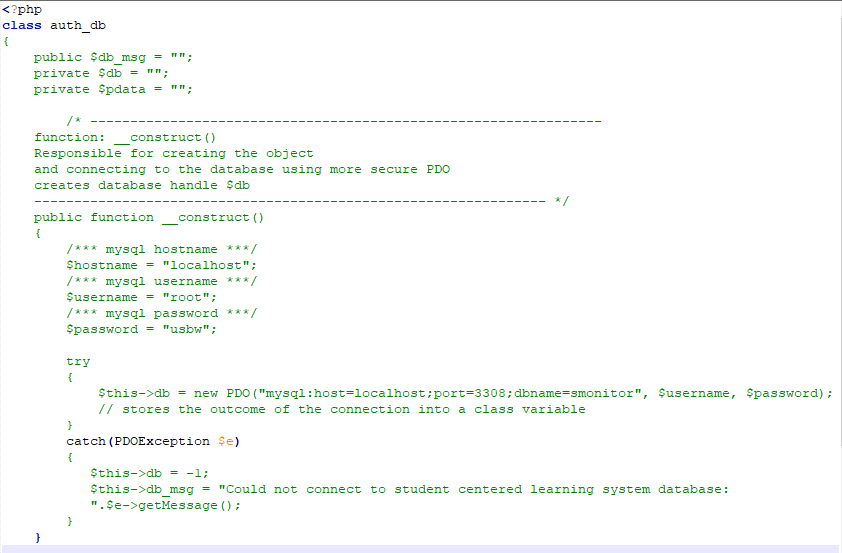 <?php
class auth_db
{
public $db_msg = "";
private $db = "";
private $pdata = "";
/* ----------------------------------------------------------------
function: __construct()
Responsible for creating the object
and connecting to the database using more secure PDO
creates database handle $db
---------------------------------------------------------------- */
public function __construct()
{
/*** mysql hostname ***/
$hostname = "localhost";
/*** mysql username ***/
$username = "root";
/*** mysql password ***/
$password = "usbw";
try
{
$this->db = new PDO("mysql:host=localhost;port=3308;dbname=smonitor", $username, $password);
// stores the outcome of the connection into a class variable
}
catch(PDOException $e)
{
$this->db = -1;
$this->db_msg = "Could not connect to student centered learning system database:
".$e->getMessage();
}
}